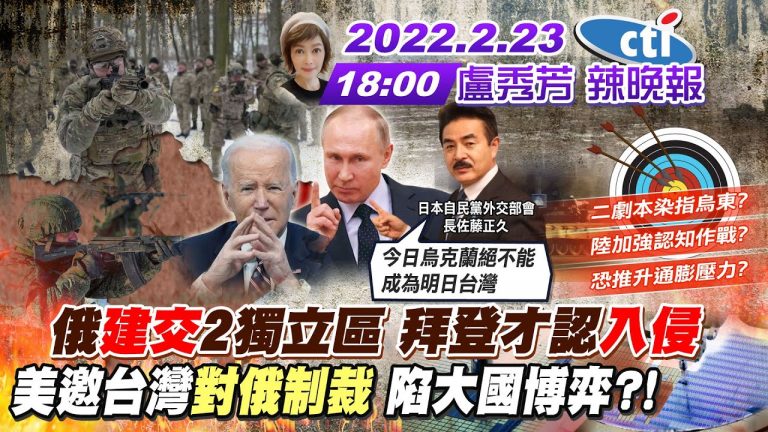 2022.2.23
cti
18:00 盧秀芳 辣晚報
日本自民黨外交部會
長佐藤正久
今日烏克蘭絕不能
成為明日台灣
二劇本染指烏東?
陸加強認知作戰?
恐推升通膨壓力?
俄建交2獨立區 拜登才認入侵
美邀台灣對俄制裁 陷大國博弈?!